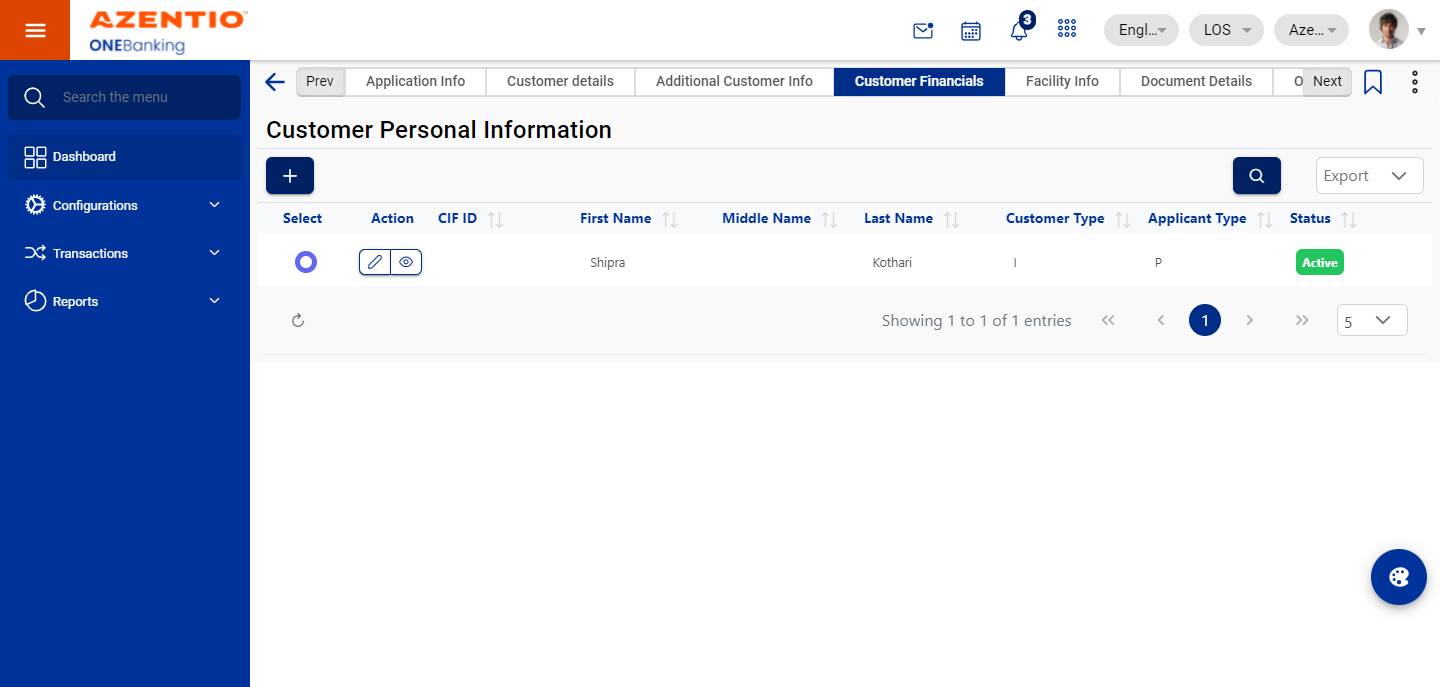 AZENTIO™
ONEBanking
3
Engl...
LOS
Aze...
Search the menu
Dashboard
Configurations
Transactions
Reports
Prev
Application Info
Customer details
Additional Customer Info
Customer Financials
Facility Info
Document Details
O
Next
Customer Personal Information
Export
Select Action CIF ID First Name Middle Name Last Name Customer Type Applicant Type Status
Shipra Kothari I P Active
Showing 1 to 1 of 1 entries
1
5